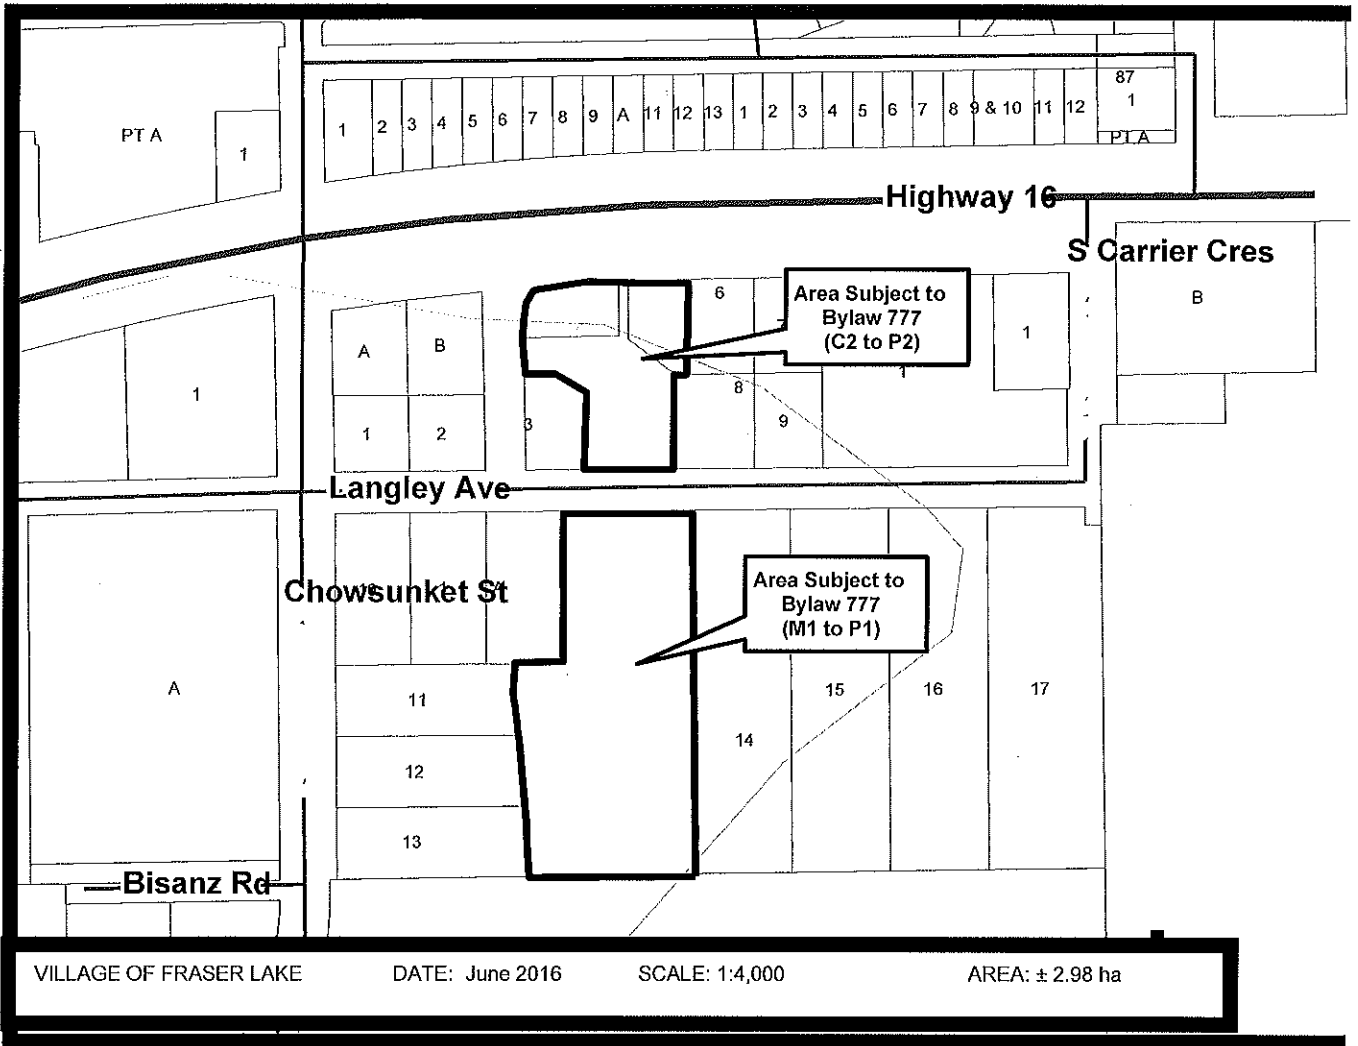 87
1
PT A
1
1
2
3
4
5
6
7
8
9
A
11
12
13
1
2
3
4
5
6
7
8
9 & 10
11
12
PT A
Highway 16
S Carrier Cres
B
6
Area Subject to
Bylaw 777
(C2 to P2)
1
A
B
1
1
8
3
1
2
9
Langley Ave
Chowsunket St
Area Subject to
Bylaw 777
(M1 to P1)
A
11
15
16
17
14
12
13
Bisanz Rd
VILLAGE OF FRASER LAKE DATE: June 2016 SCALE: 1:4,000 AREA: ± 2.98 ha